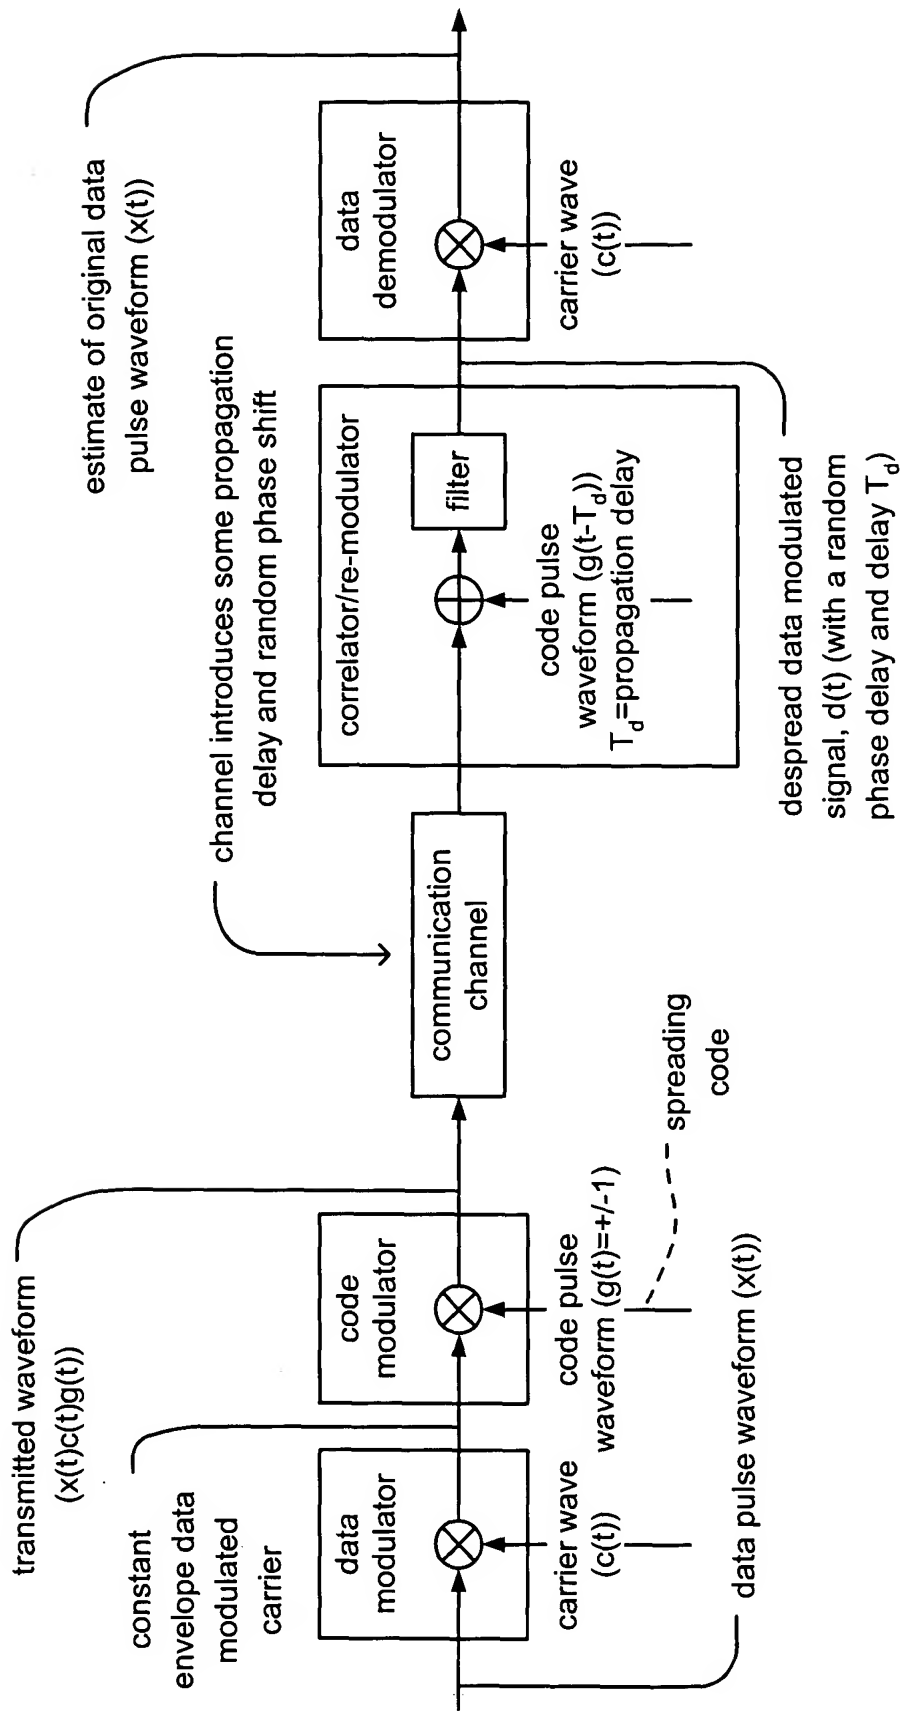 transmitted waveform
(x(t)c(t)g(t))
constant
envelope data
modulated
carrier
data
modulator
carrier wave
(c(t))
data pulse waveform (x(t))
code
modulator
code pulse
waveform (g(t)=+/-1)
spreading
code
channel introduces some propagation
delay and random phase shift
communication
channel
correlator/re-modulator
filter
code pulse
waveform (g(t-Td))
Td=propagation delay
despread data modulated
signal, d(t) (with a random
phase delay and delay Td)
estimate of original data
pulse waveform (x(t))
data
demodulator
carrier wave
(c(t))